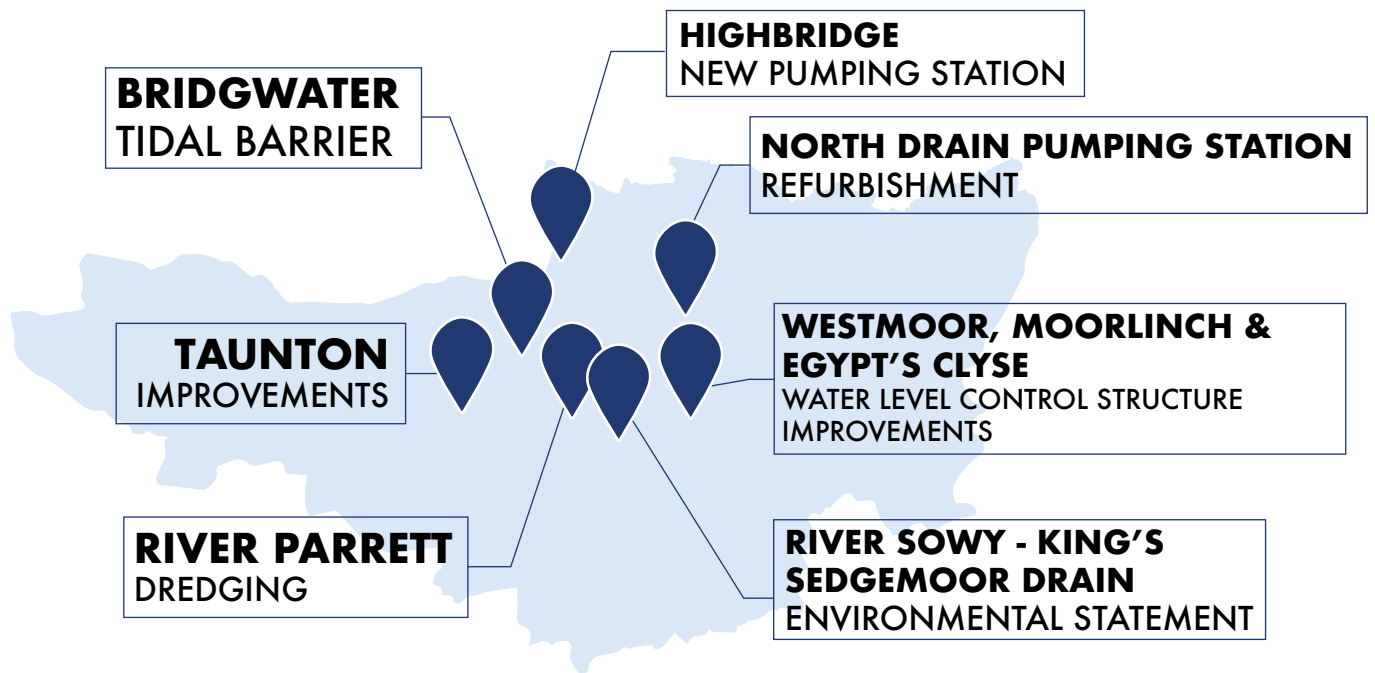 HIGHBRIDGE
NEW PUMPING STATION
BRIDGWATER
TIDAL BARRIER
NORTH DRAIN PUMPING STATION
REFURBISHMENT
TAUNTON
IMPROVEMENTS
WESTMOOR, MOORLINCH &
EGYPT'S CLYSE
WATER LEVEL CONTROL STRUCTURE
IMPROVEMENTS
RIVER PARRETT
DREDGING
RIVER SOWY - KING'S
SEDGEMOOR DRAIN
ENVIRONMENTAL STATEMENT